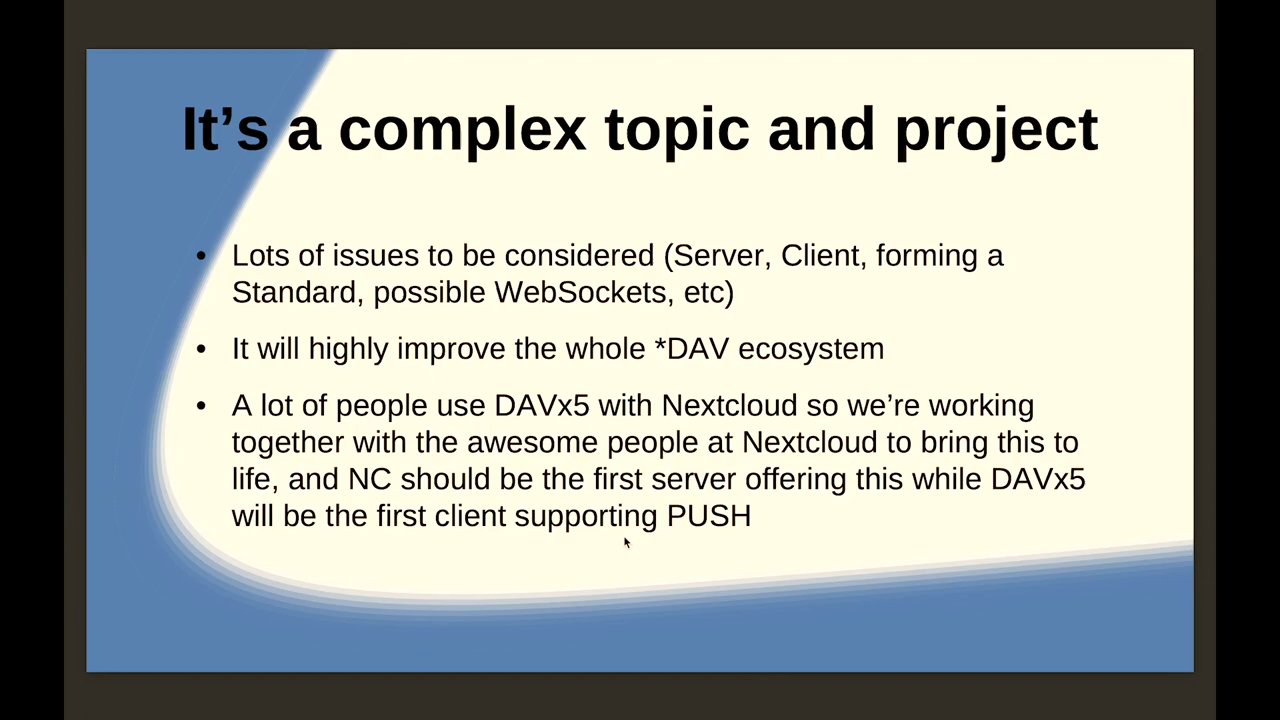 It’s a complex topic and project
• Lots of issues to be considered (Server, Client, forming a
Standard, possible WebSockets, etc)
• It will highly improve the whole *DAV ecosystem
• A lot of people use DAVx5 with Nextcloud so we’re working
together with the awesome people at Nextcloud to bring this to
life, and NC should be the first server offering this while DAVx5
will be the first client supporting PUSH